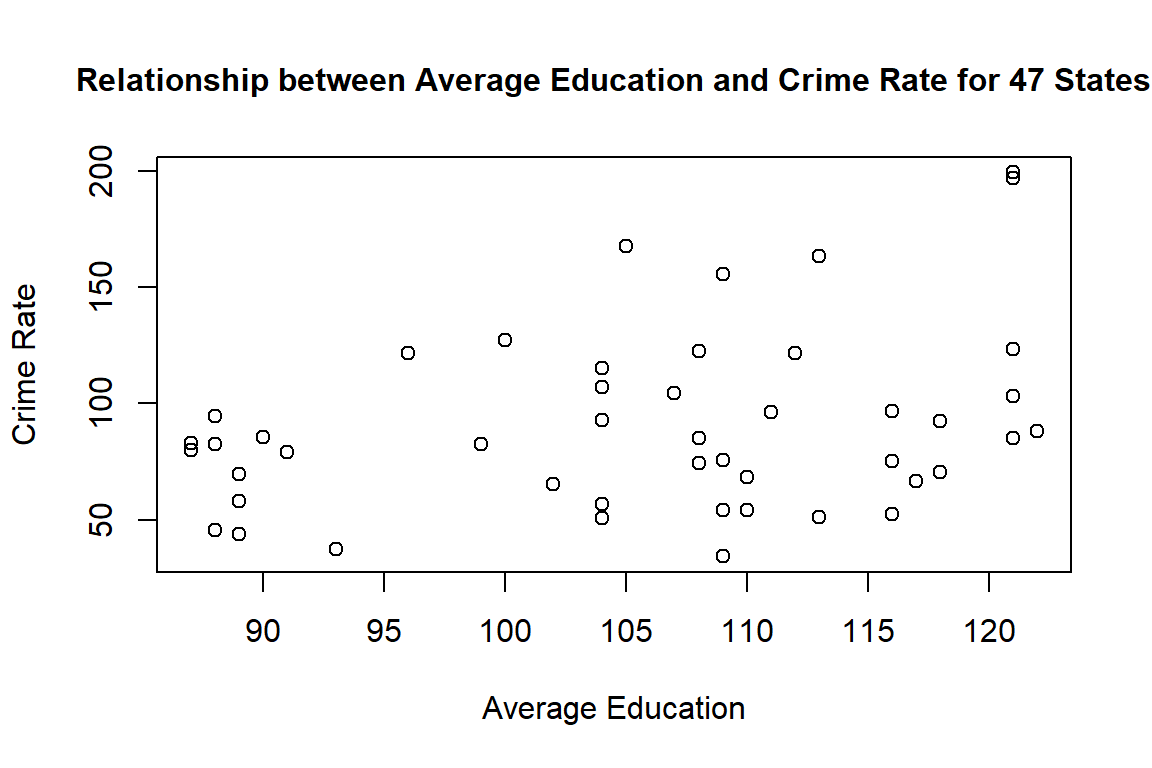 Relationship between Average Education and Crime Rate for 47 States
200
150
100
50
Crime Rate
90 95 100 105 110 115 120
Average Education